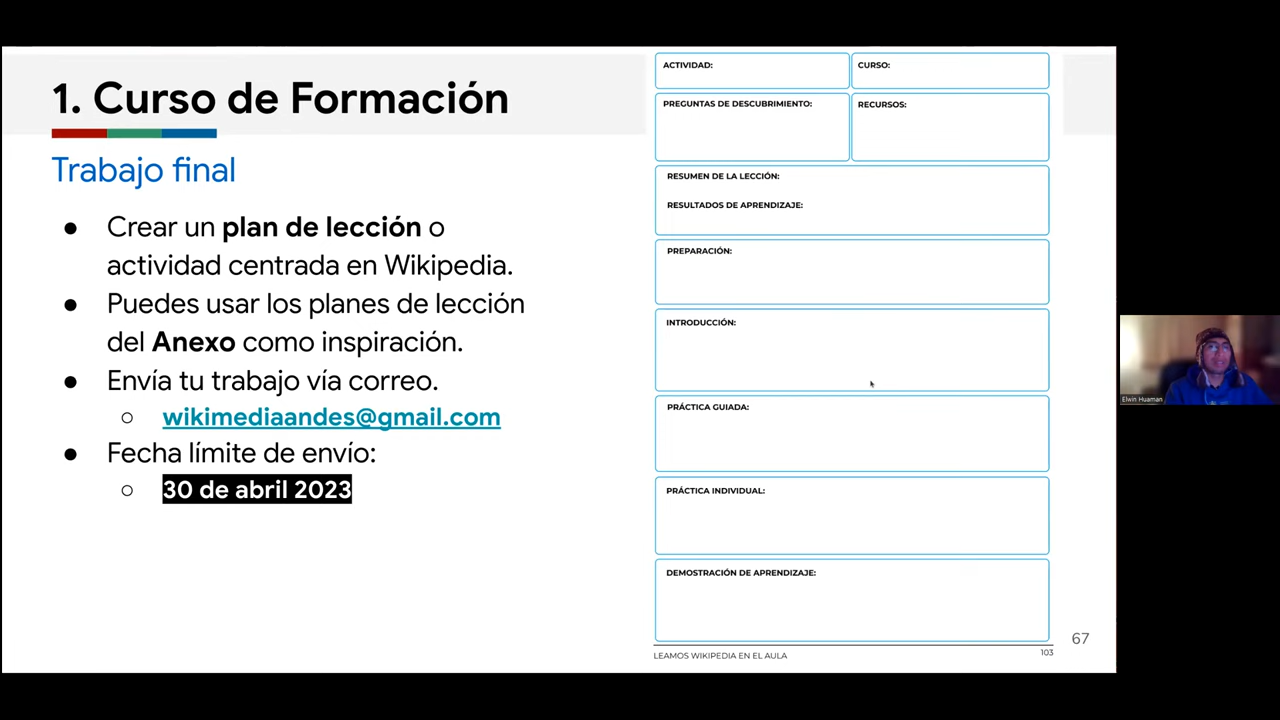 1. Curso de Formación
Trabajo final
● Crear un plan de lección o
actividad centrada en Wikipedia.
● Puedes usar los planes de lección
del Anexo como inspiración.
● Envía tu trabajo vía correo.
○ wikimediaandes@gmail.com
● Fecha límite de envío:
○ 30 de abril 2023
ACTIVIDAD:
CURSO:
PREGUNTAS DE DESCUBRIMIENTO:
RECURSOS:
RESUMEN DE LA LECCIÓN:
RESULTADOS DE APRENDIZAJE:
PREPARACIÓN:
INTRODUCCIÓN:
PRÁCTICA GUIADA:
PRÁCTICA INDIVIDUAL:
DEMOSTRACIÓN DE APRENDIZAJE:
LEAMOS WIKIPEDIA EN EL AULA
103
67
Elwin Huaman